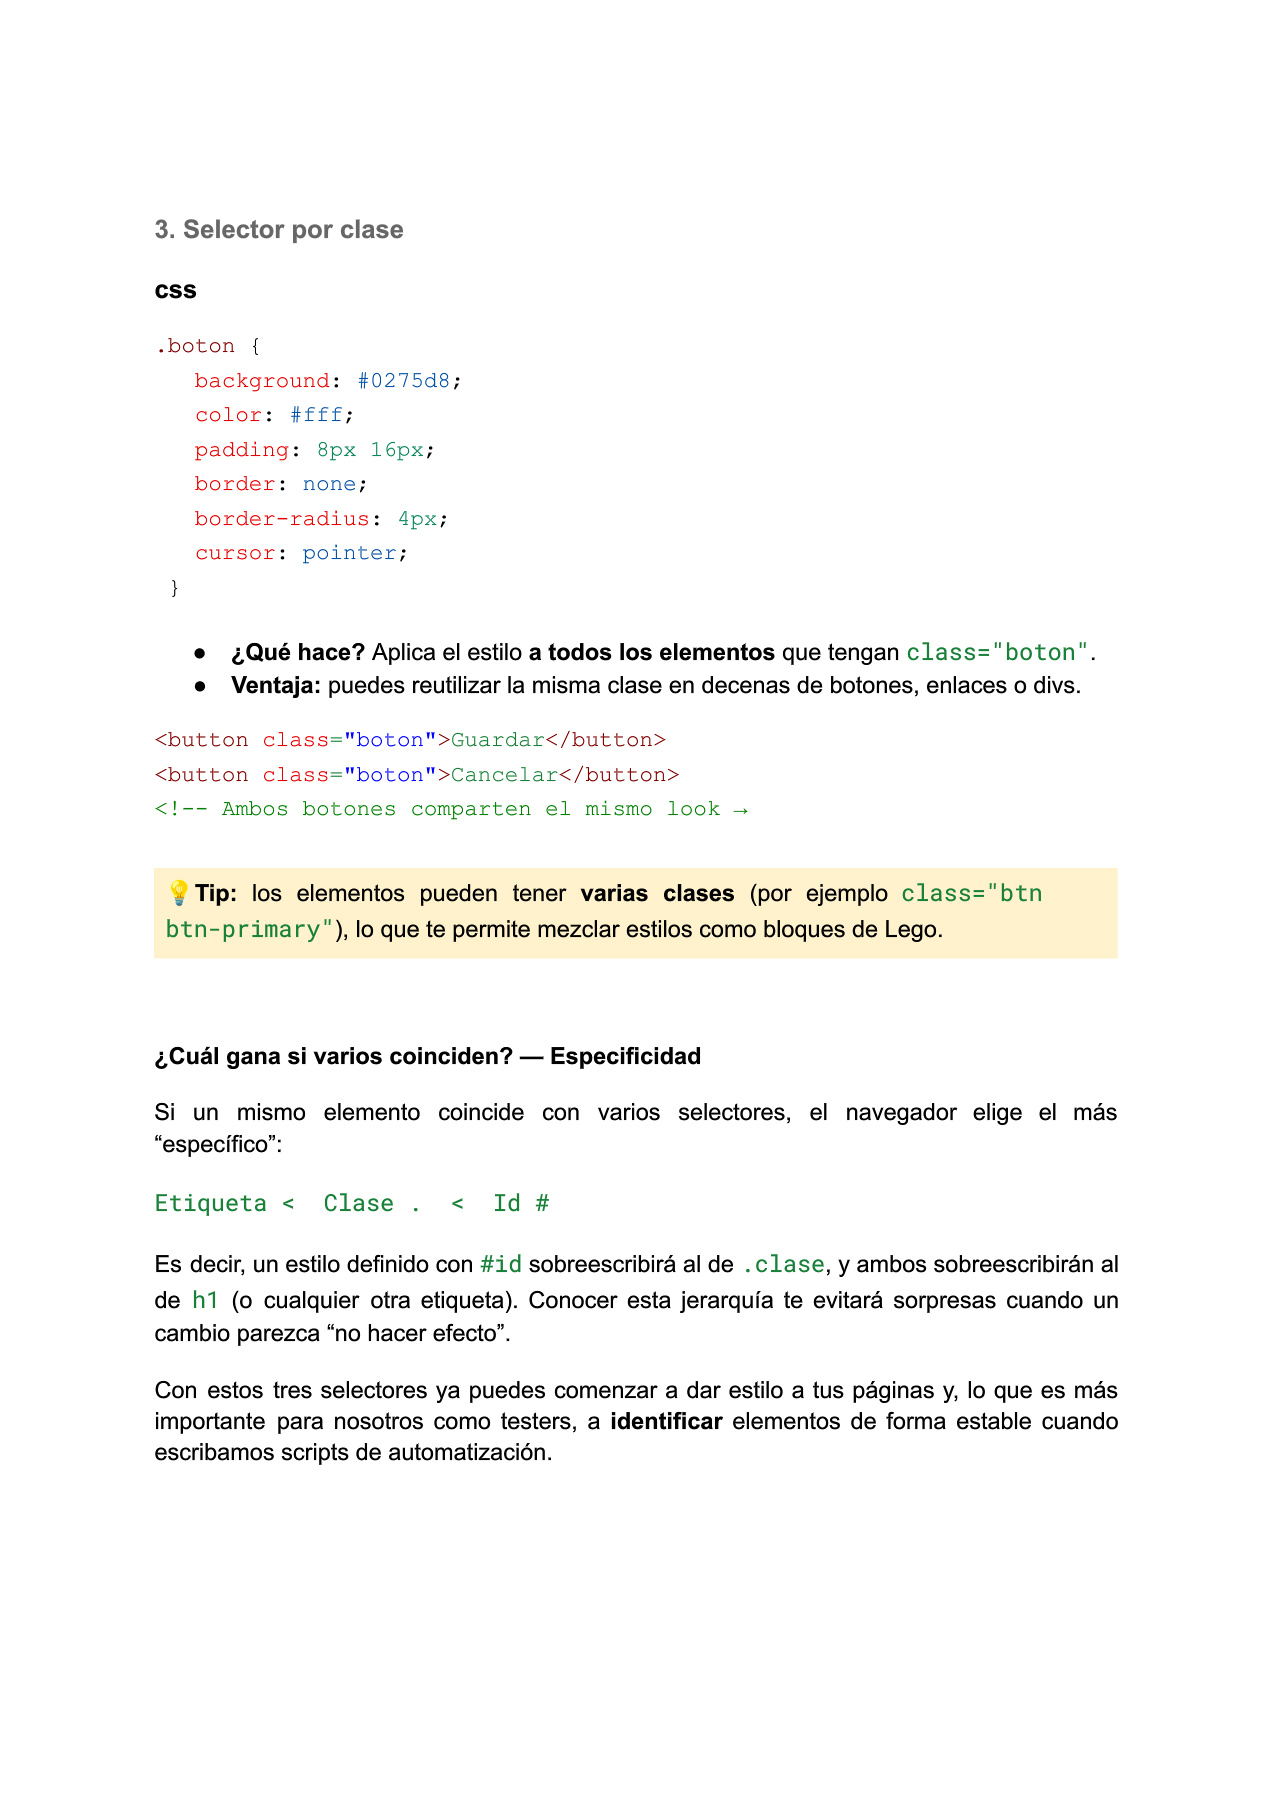 3. Selector por clase
css
.boton {
background: #0275d8;
color: #fff;
padding: 8px 16px;
border: none;
border-radius: 4px;
cursor: pointer;
}
● ¿Qué hace? Aplica el estilo a todos los elementos que tengan class="boton".
● Ventaja: puedes reutilizar la misma clase en decenas de botones, enlaces o divs.
<button class="boton">Guardar</button>
<button class="boton">Cancelar</button>
<!-- Ambos botones comparten el mismo look →
💡Tip: los elementos pueden tener varias clases (por ejemplo class="btn
btn-primary"), lo que te permite mezclar estilos como bloques de Lego.
¿Cuál gana si varios coinciden? — Especificidad
Si un mismo elemento coincide con varios selectores, el navegador elige el más
“específico”:
Etiqueta < Clase . < Id #
Es decir, un estilo definido con #id sobreescribirá al de .clase, y ambos sobreescribirán al
de h1 (o cualquier otra etiqueta). Conocer esta jerarquía te evitará sorpresas cuando un
cambio parezca “no hacer efecto”.
Con estos tres selectores ya puedes comenzar a dar estilo a tus páginas y, lo que es más
importante para nosotros como testers, a identificar elementos de forma estable cuando
escribamos scripts de automatización.